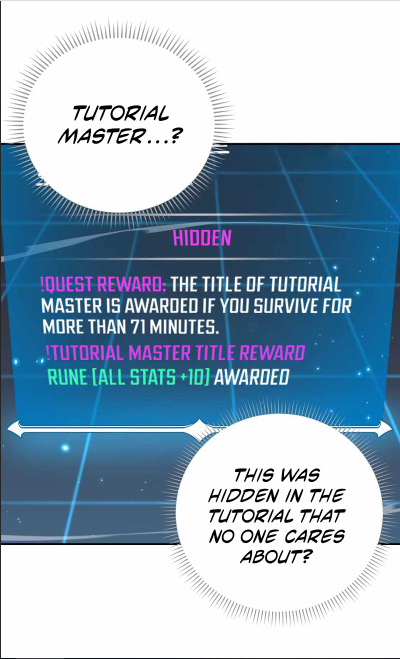 TUTORIAL
MASTER...?
HIDDEN
!QUEST REWARD: THE TITLE OF TUTORIAL
MASTER IS AWARDED IF YOU SURVIVE FOR
MORE THAN 71 MINUTES.
!TUTORIAL MASTER TITLE REWARD
RUNE [ALL STATS +10] AWARDED
THIS WAS
HIDDEN IN THE
TUTORIAL THAT
NO ONE CARES
ABOUT?